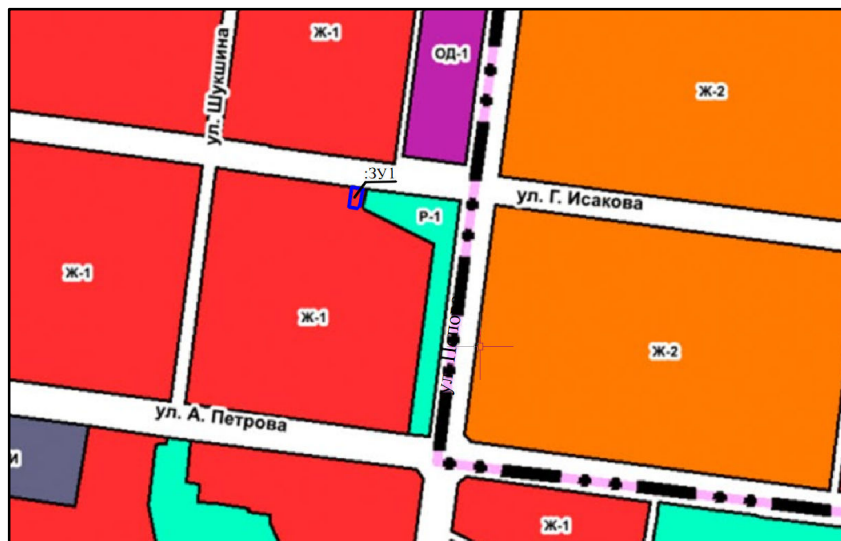 Ж-1
ул. Шукшина
ОД-1
Ж-2
:ЗУ1
ул. Г. Исакова
Р-1
Ж-1
Ж-1
Ж-2
ул. А. Петрова
Ж-1